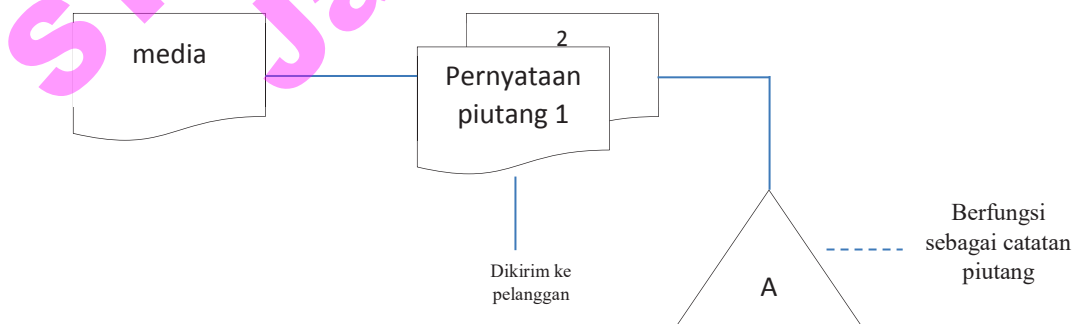 media
2
Pernyataan
piutang 1
Dikirim ke
pelanggan
A
Berfungsi
sebagai catatan
piutang